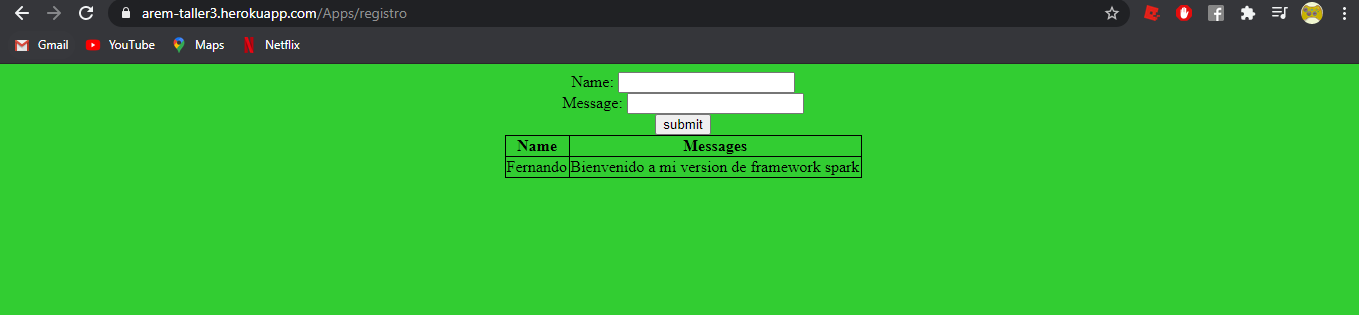 arem-taller3.herokuapp.com/Apps/registro
Gmail YouTube Maps Netflix
Name:
Message:
submit
Name Messages
Fernando Bienvenido a mi version de framework spark